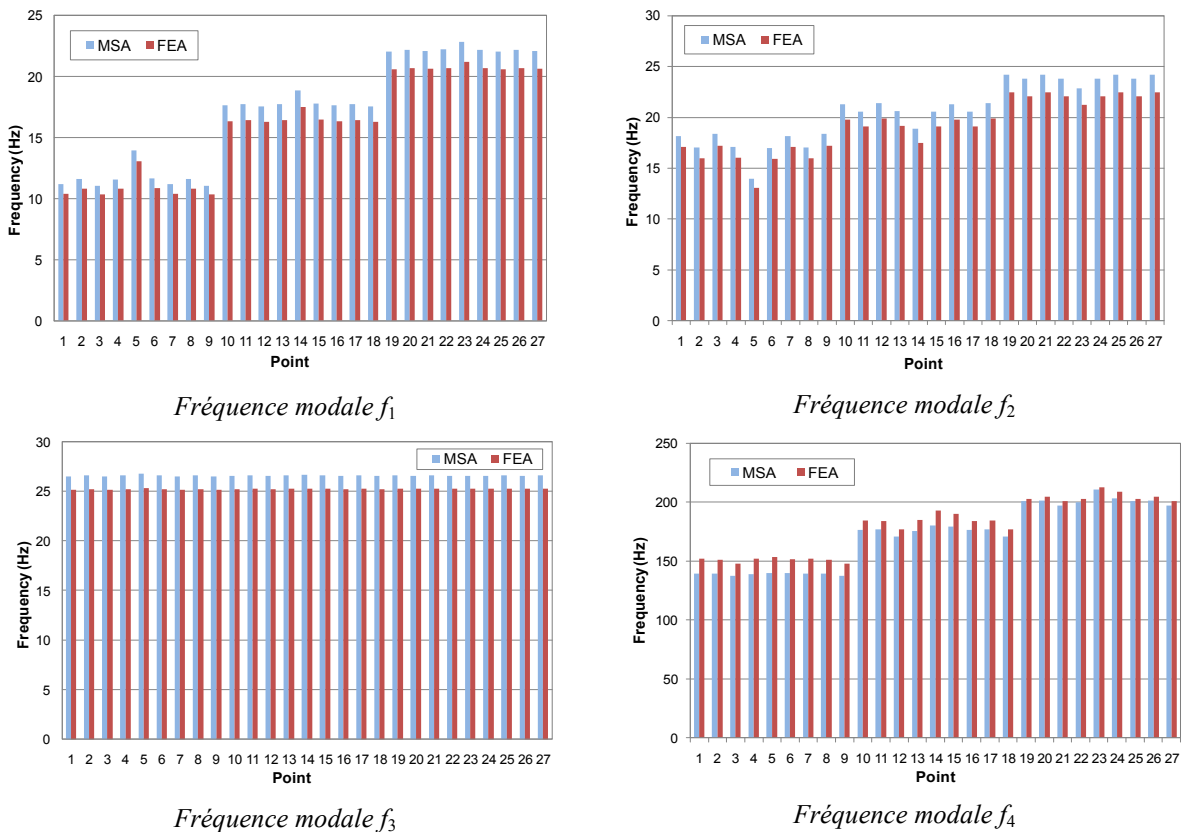 25
20
15
10
5
0
Frequency (Hz)
MSA FEA
1 2 3 4 5 6 7 8 9 10 11 12 13 14 15 16 17 18 19 20 21 22 23 24 25 26 27
Point
Fréquence modale f1
30
25
20
15
10
5
0
Frequency (Hz)
MSA FEA
1 2 3 4 5 6 7 8 9 10 11 12 13 14 15 16 17 18 19 20 21 22 23 24 25 26 27
Point
Fréquence modale f2
30
25
20
15
10
5
0
Frequency (Hz)
MSA FEA
1 2 3 4 5 6 7 8 9 10 11 12 13 14 15 16 17 18 19 20 21 22 23 24 25 26 27
Point
Fréquence modale f3
250
200
150
100
50
0
Frequency (Hz)
MSA FEA
1 2 3 4 5 6 7 8 9 10 11 12 13 14 15 16 17 18 19 20 21 22 23 24 25 26 27
Point
Fréquence modale f4